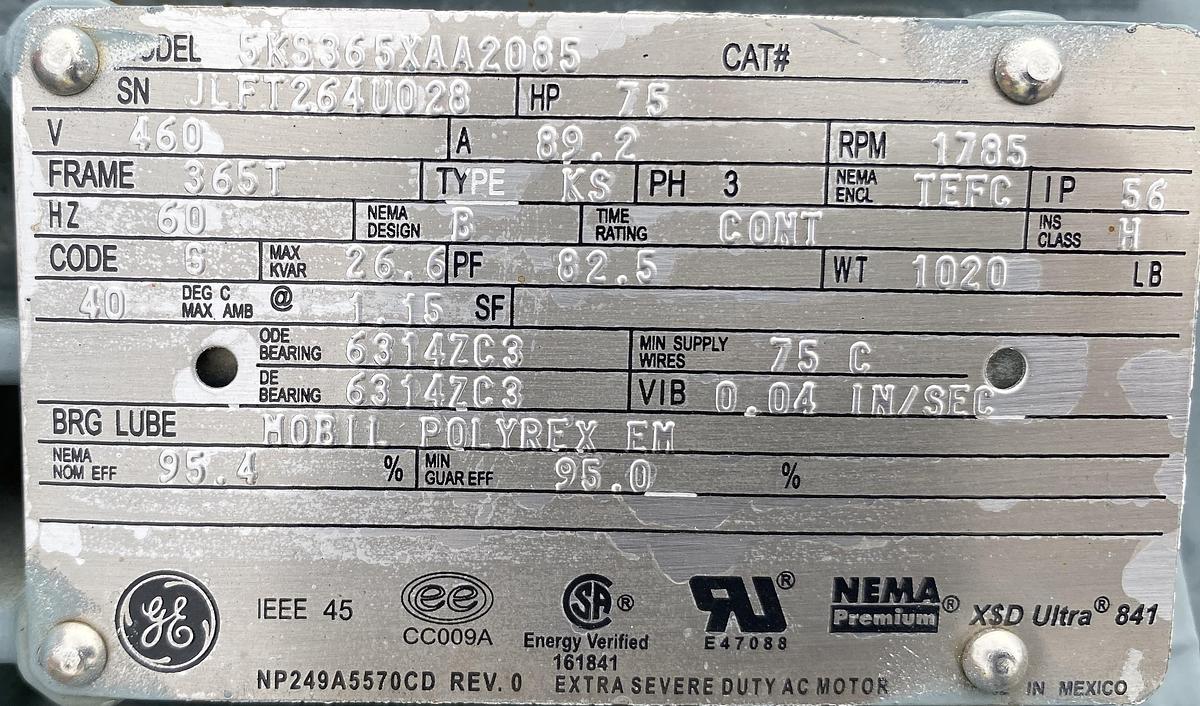 MODEL 5KS365XAA2085 CAT#
SN JLFT264U028 HP 75
V 460 A 89.2 RPM 1785
FRAME 365T TYPE KS PH 3 NEMA ENCL TEFC IP 56
HZ 60 NEMA DESIGN B TIME RATING CONT INS CLASS H
CODE G MAX KVAR 26.6 PF 82.5 WT 1020 LB
40 DEG C MAX AMB @ 1.15 SF
ODE BEARING 6314ZC3 MIN SUPPLY WIRES 75 C
DE BEARING 6314ZC3 VIB 0.04 IN/SEC
BRG LUBE MOBIL POLYREX EM
NEMA NOM EFF 95.4 % MIN GUAR EFF 95.0 %
GE IEEE 45 ee CC009A SA® Energy Verified 161841 RU® E47088 NEMA Premium® X$D Ultra® 841
NP249A5570CD REV. 0 EXTRA SEVERE DUTY AC MOTOR IN MEXICO